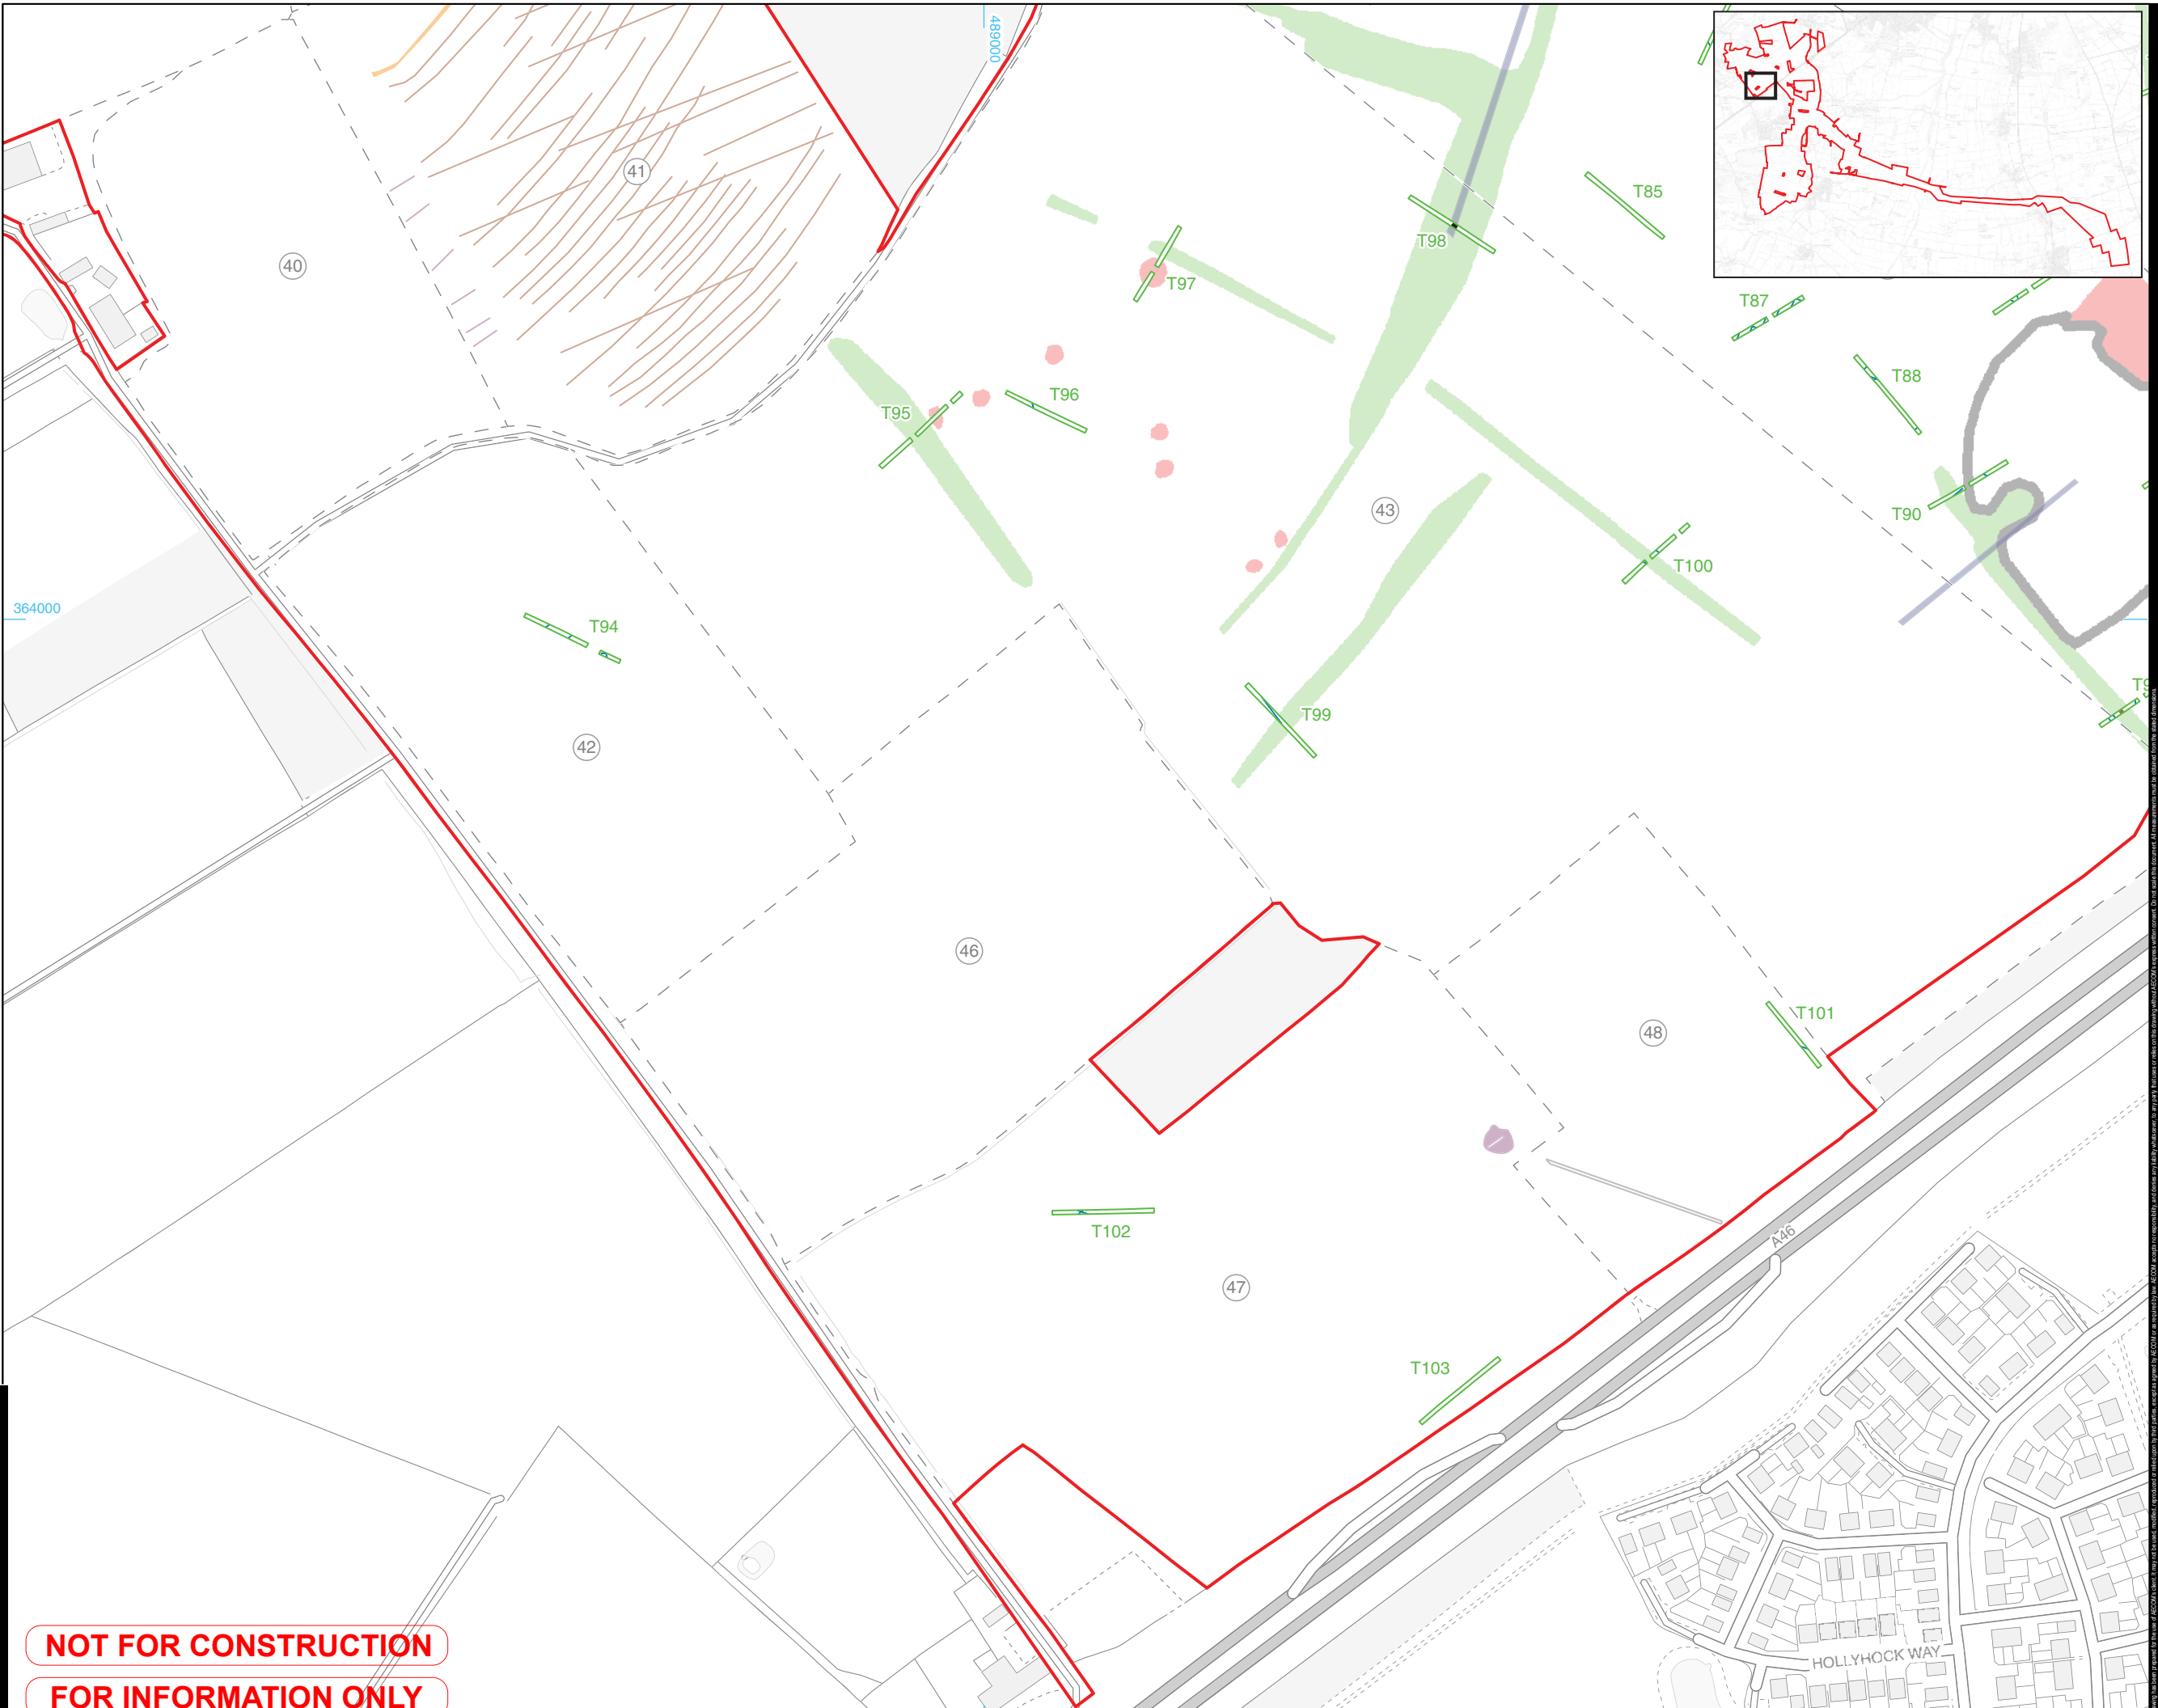 489000
41
T85
T98
40
T97
T87
T96
T88
T95
43
T90
T100
364000
T94
T9
T99
42
46
T101
48
T102
A46
47
T103
HOLLYHOCK WAY
NOT FOR CONSTRUCTION
FOR INFORMATION ONLY